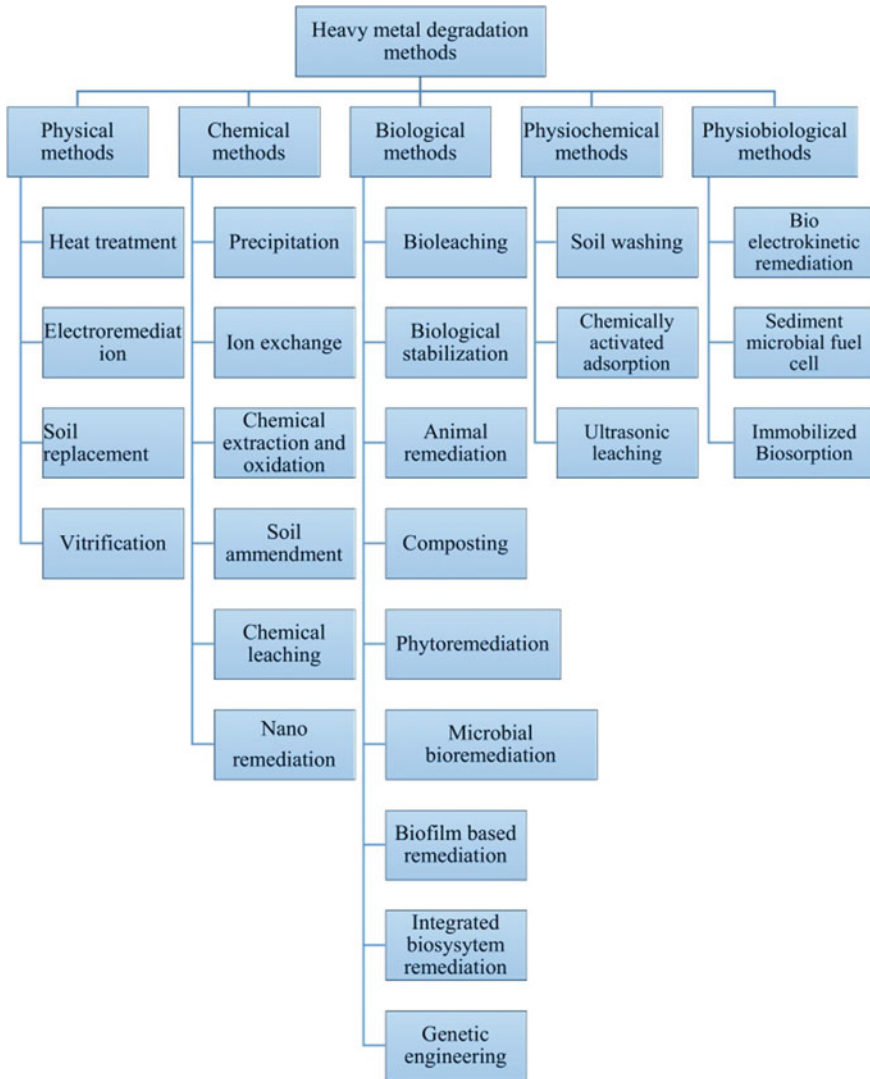 Heavy metal degradation
methods
Physical
methods
Chemical
methods
Biological
methods
Physiochemical
methods
Physiobiological
methods
Heat treatment
Electroremediat
ion
Soil
replacement
Vitrification
Precipitation
Ion exchange
Chemical
extraction and
oxidation
Soil
ammendment
Chemical
leaching
Nano
remediation
Bioleaching
Biological
stabilization
Animal
remediation
Composting
Phytoremediation
Microbial
bioremediation
Biofilm based
remediation
Integrated
biosysytem
remediation
Genetic
engineering
Soil washing
Chemically
activated
adsorption
Ultrasonic
leaching
Bio
electrokinetic
remediation
Sediment
microbial fuel
cell
Immobilized
Biosorption